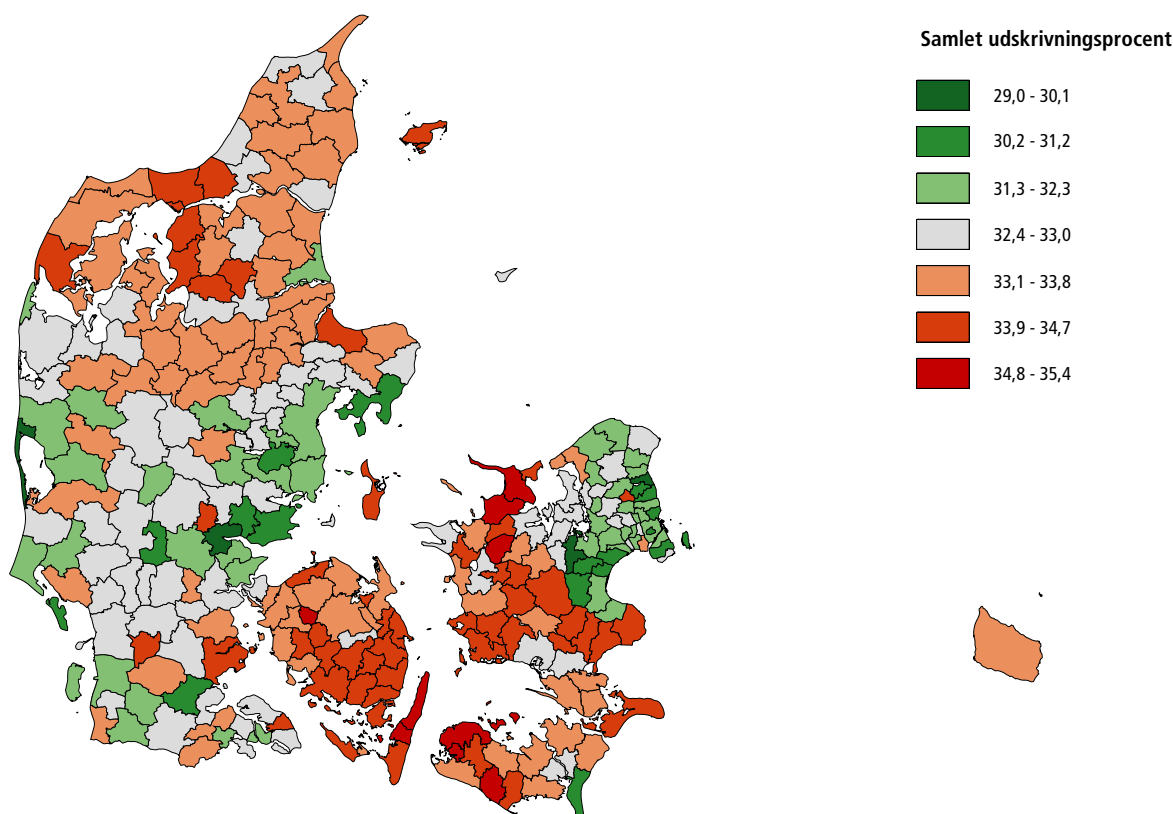 Samlet udskrivningsprocent
29,0 - 30,1
30,2 - 31,2
31,3 - 32,3
32,4 - 33,0
33,1 - 33,8
33,9 - 34,7
34,8 - 35,4